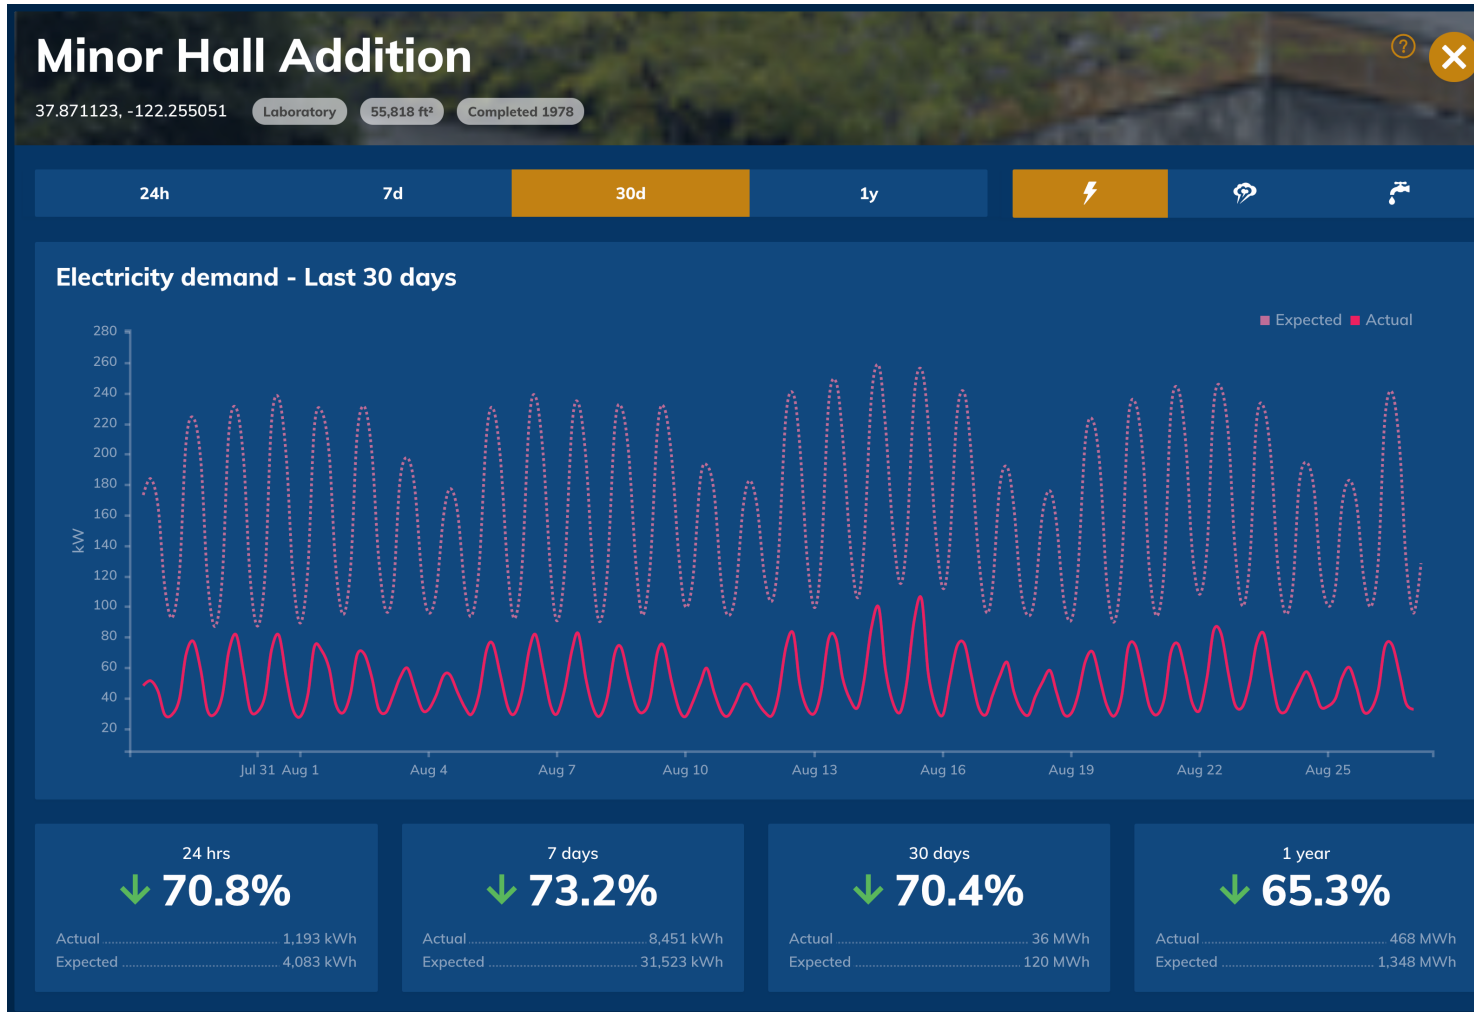 Minor Hall Addition
?
37.871123, -122.255051 Laboratory 55,818 ft² Completed 1978
24h 7d 30d 1y
Electricity demand - Last 30 days
Expected Actual
280
260
240
220
200
180
160
140
120
100
80
60
40
20
kW
Jul 31 Aug 1 Aug 4 Aug 7 Aug 10 Aug 13 Aug 16 Aug 19 Aug 22 Aug 25
24 hrs
70.8%
Actual 1,193 kWh
Expected 4,083 kWh
7 days
73.2%
Actual 8,451 kWh
Expected 31,523 kWh
30 days
70.4%
Actual 36 MWh
Expected 120 MWh
1 year
65.3%
Actual 468 MWh
Expected 1,348 MWh